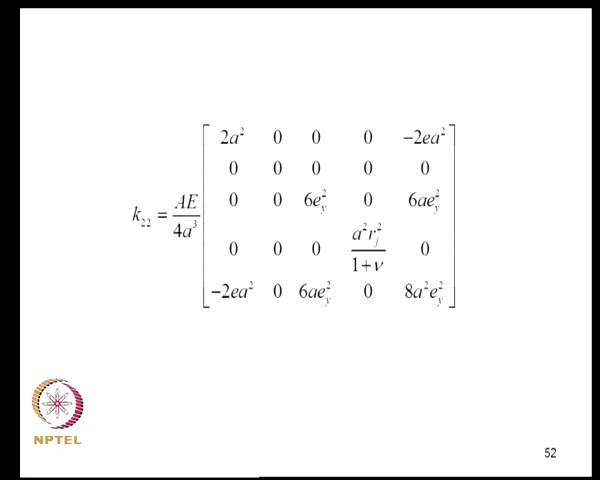 k₂₂ = AE/4a³ [
2a² 0 0 0 −2ea²
0 0 0 0 0
0 0 6e_y² 0 6ae_y²
0 0 0 a²r_j²/1+ν 0
−2ea² 0 6ae_y² 0 8a²e_y²
]
NPTEL
52